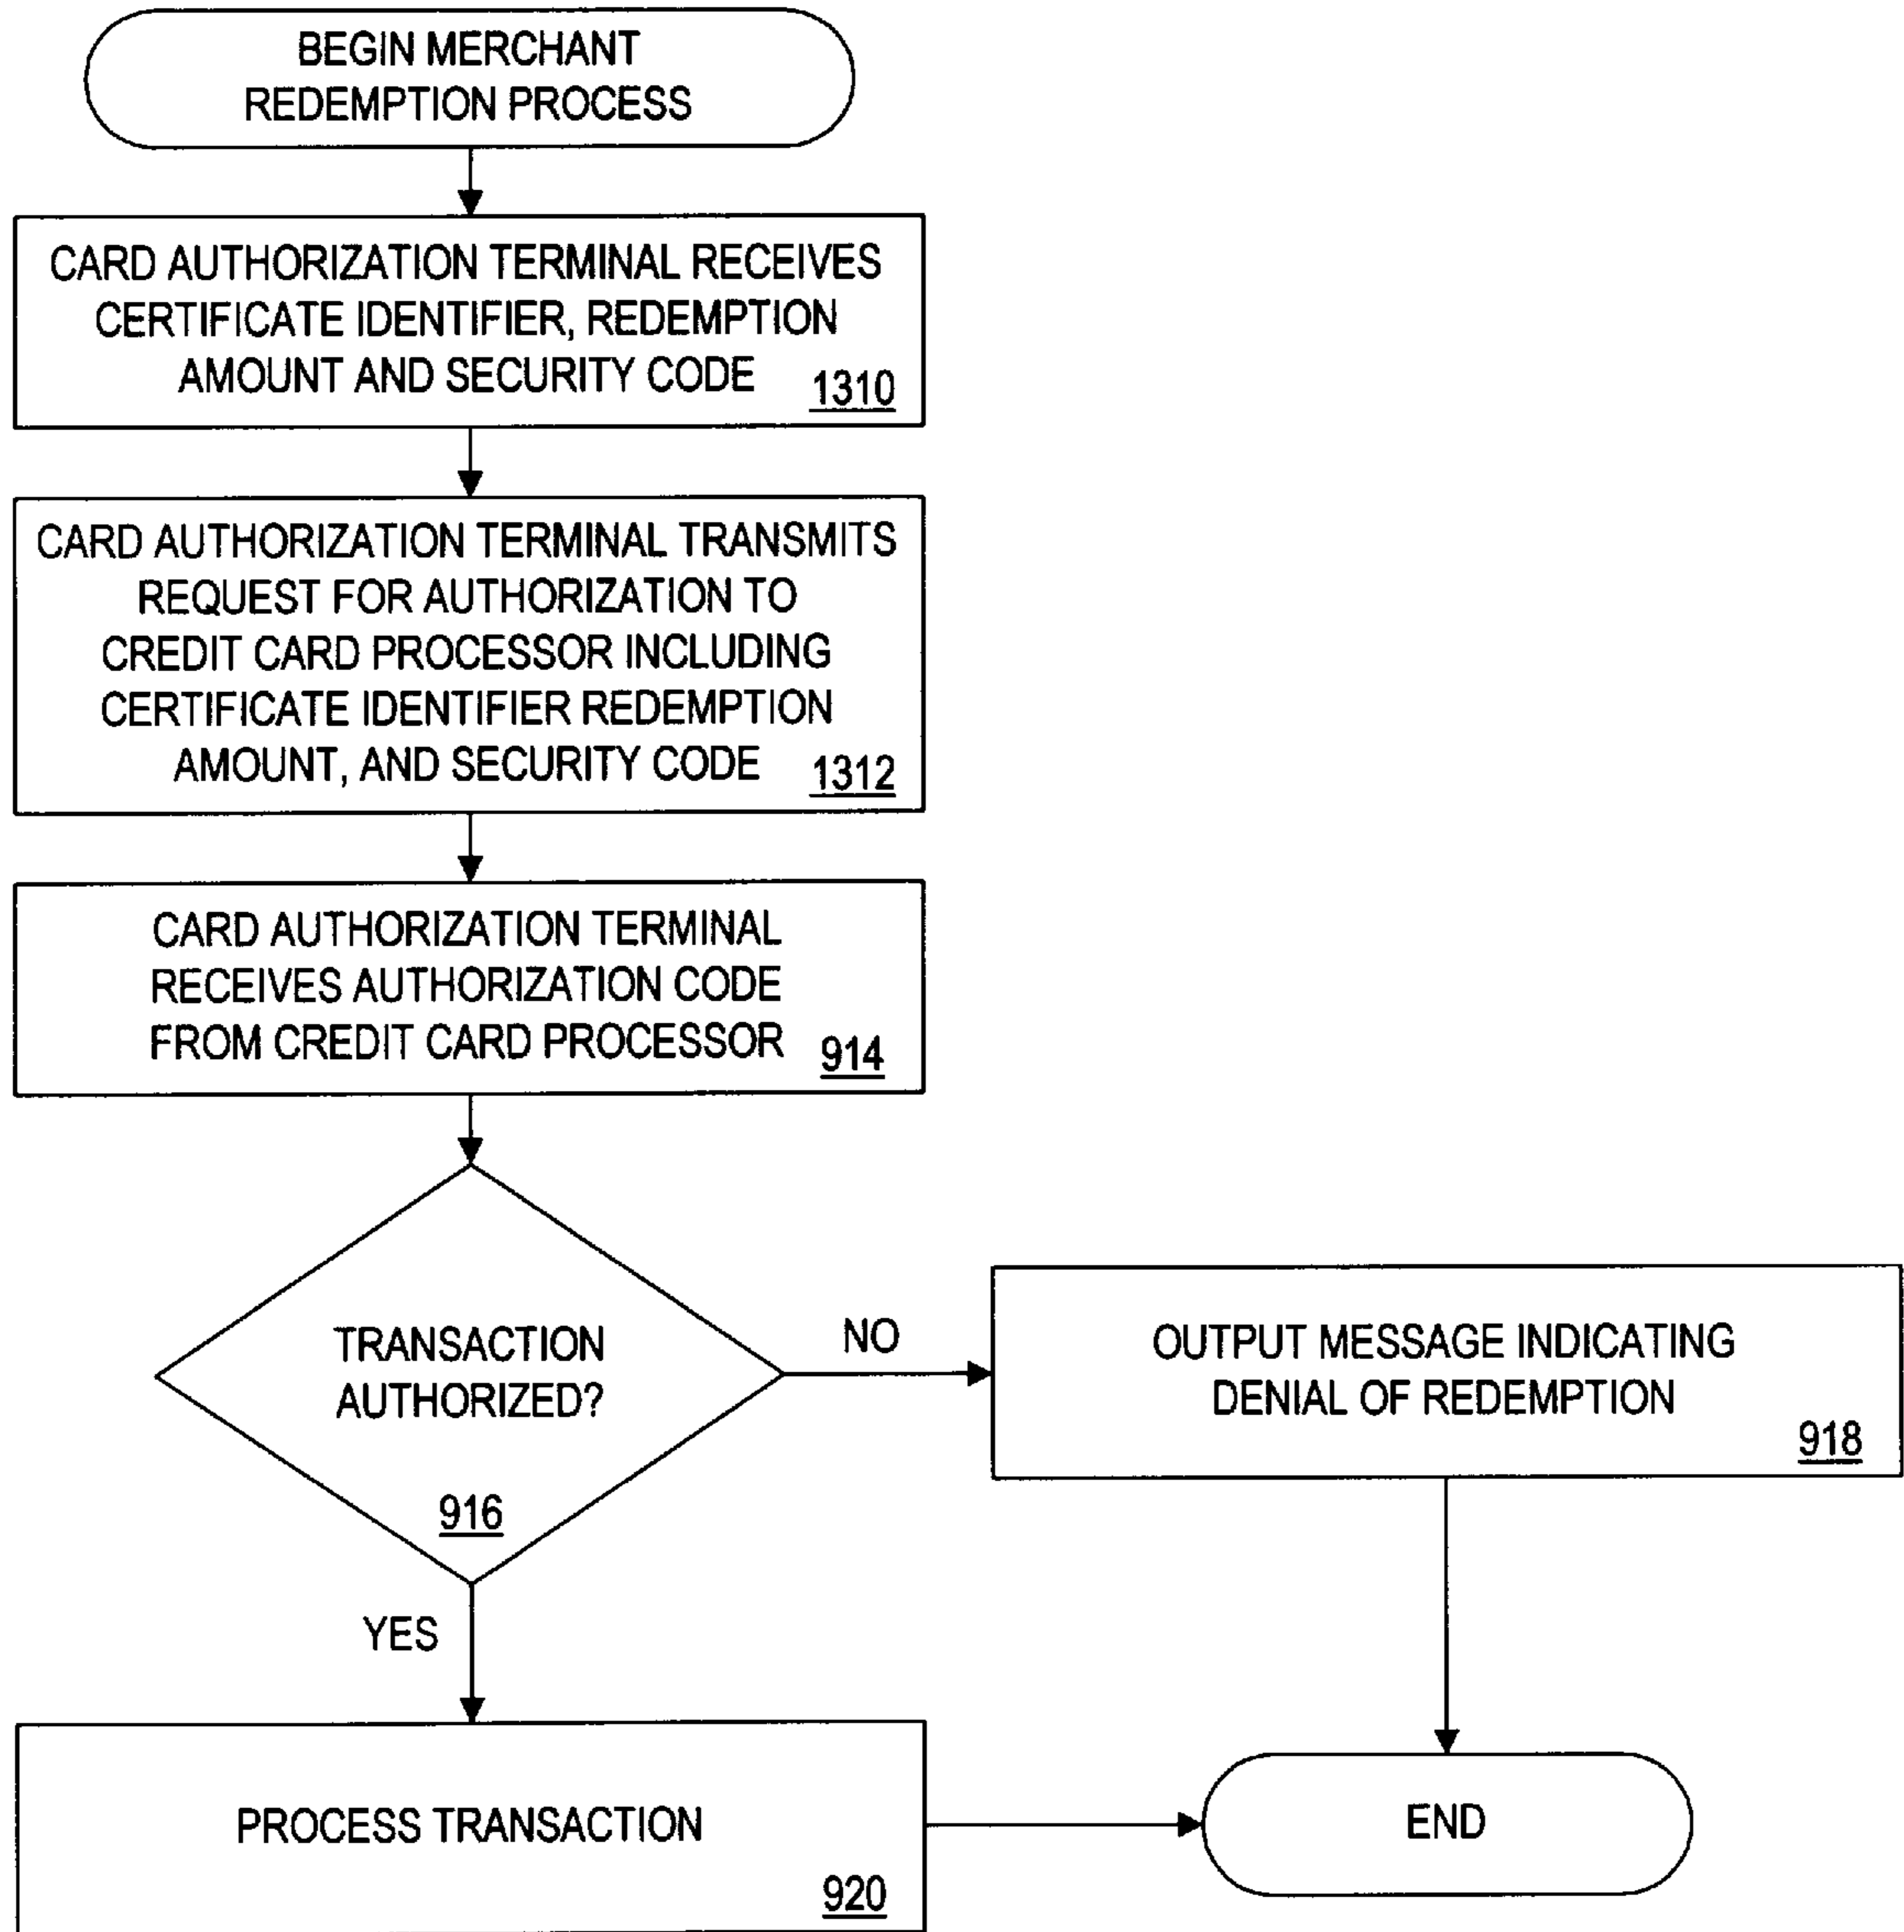 BEGIN MERCHANT
REDEMPTION PROCESS
CARD AUTHORIZATION TERMINAL RECEIVES
CERTIFICATE IDENTIFIER, REDEMPTION
AMOUNT AND SECURITY CODE 1310
CARD AUTHORIZATION TERMINAL TRANSMITS
REQUEST FOR AUTHORIZATION TO
CREDIT CARD PROCESSOR INCLUDING
CERTIFICATE IDENTIFIER REDEMPTION
AMOUNT, AND SECURITY CODE 1312
CARD AUTHORIZATION TERMINAL
RECEIVES AUTHORIZATION CODE
FROM CREDIT CARD PROCESSOR 914
TRANSACTION
AUTHORIZED?
916
NO
OUTPUT MESSAGE INDICATING
DENIAL OF REDEMPTION
918
YES
PROCESS TRANSACTION
920
END